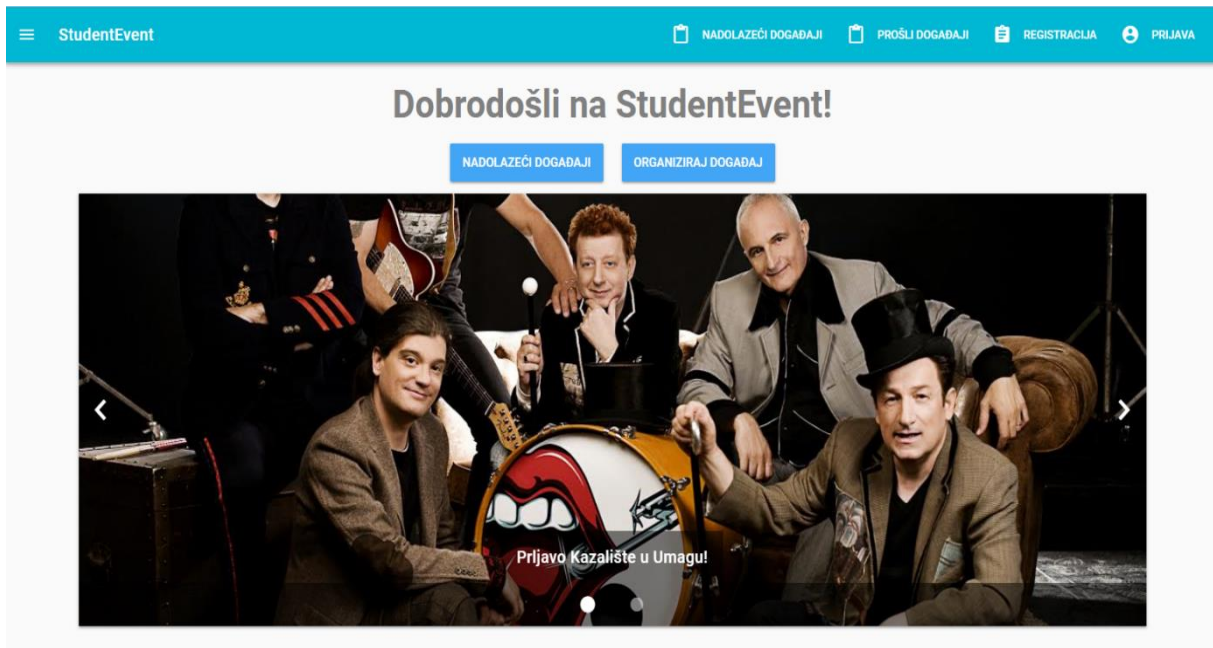 StudentEvent
NADOLAZEĆI DOGAĐAJI
PROŠLI DOGAĐAJI
REGISTRACIJA
PRIJAVA
Dobrodošli na StudentEvent!
NADOLAZEĆI DOGAĐAJI
ORGANIZIRAJ DOGAĐAJ
Prljavo Kazalište u Umagu!